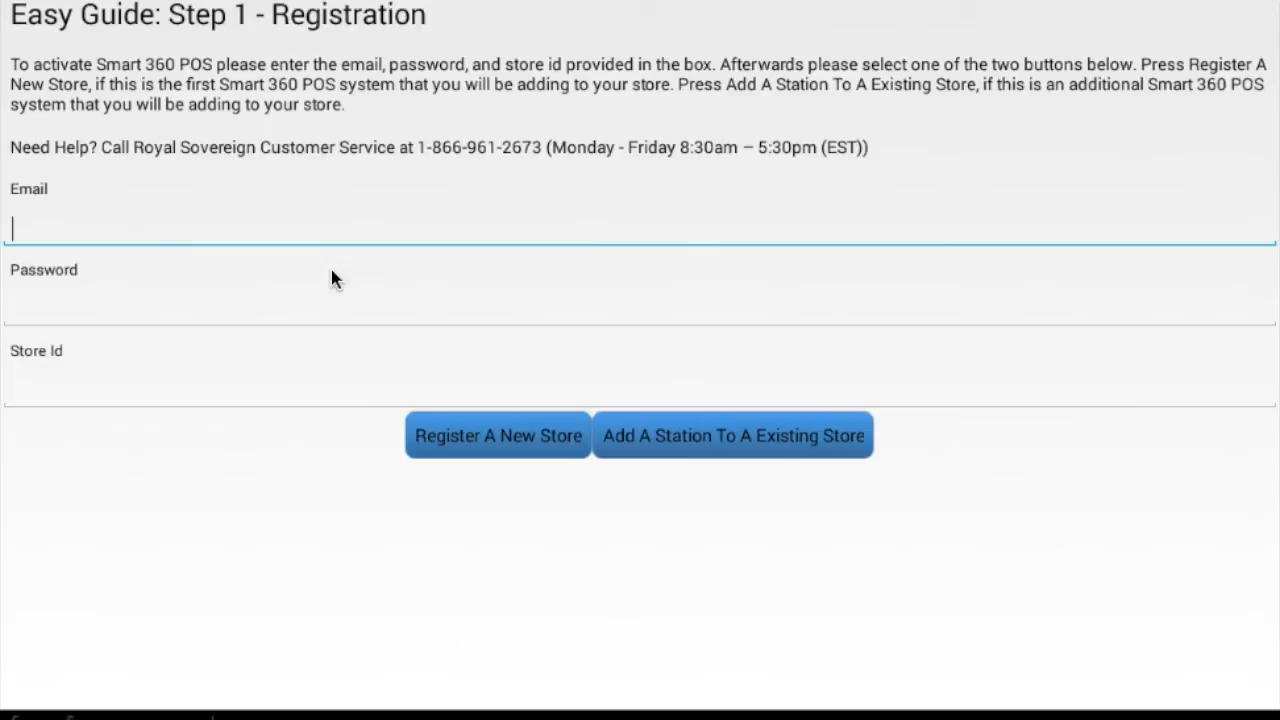 Easy Guide: Step 1 - Registration
To activate Smart 360 POS please enter the email, password, and store id provided in the box. Afterwards please select one of the two buttons below. Press Register A
New Store, if this is the first Smart 360 POS system that you will be adding to your store. Press Add A Station To A Existing Store, if this is an additional Smart 360 POS
system that you will be adding to your store.
Need Help? Call Royal Sovereign Customer Service at 1-866-961-2673 (Monday - Friday 8:30am – 5:30pm (EST))
Email
Password
Store Id
Register A New Store
Add A Station To A Existing Store